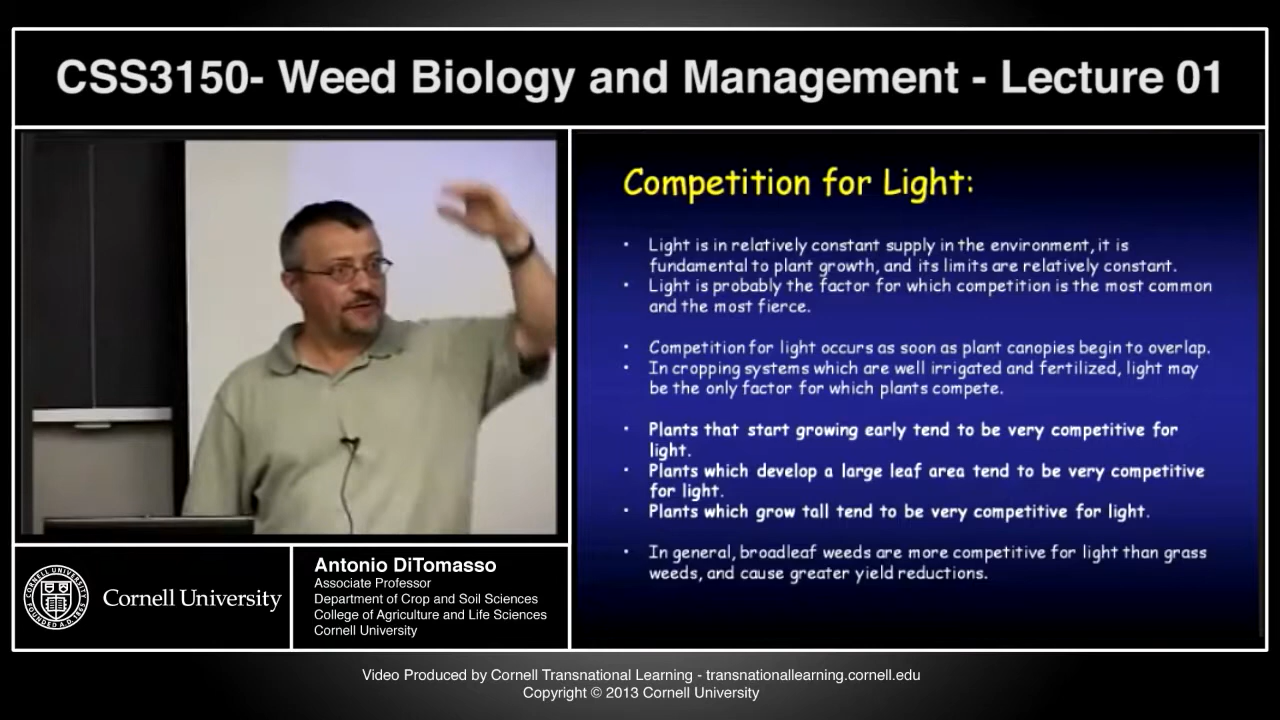 CSS3150- Weed Biology and Management - Lecture 01
Competition for Light:
• Light is in relatively constant supply in the environment, it is
fundamental to plant growth, and its limits are relatively constant.
• Light is probably the factor for which competition is the most common
and the most fierce.
• Competition for light occurs as soon as plant canopies begin to overlap.
• In cropping systems which are well irrigated and fertilized, light may
be the only factor for which plants compete.
• Plants that start growing early tend to be very competitive for
light.
• Plants which develop a large leaf area tend to be very competitive
for light.
• Plants which grow tall tend to be very competitive for light.
• In general, broadleaf weeds are more competitive for light than grass
weeds, and cause greater yield reductions.
Cornell University
Antonio DiTomasso
Associate Professor
Department of Crop and Soil Sciences
College of Agriculture and Life Sciences
Cornell University
Video Produced by Cornell Transnational Learning - transnationallearning.cornell.edu
Copyright © 2013 Cornell University